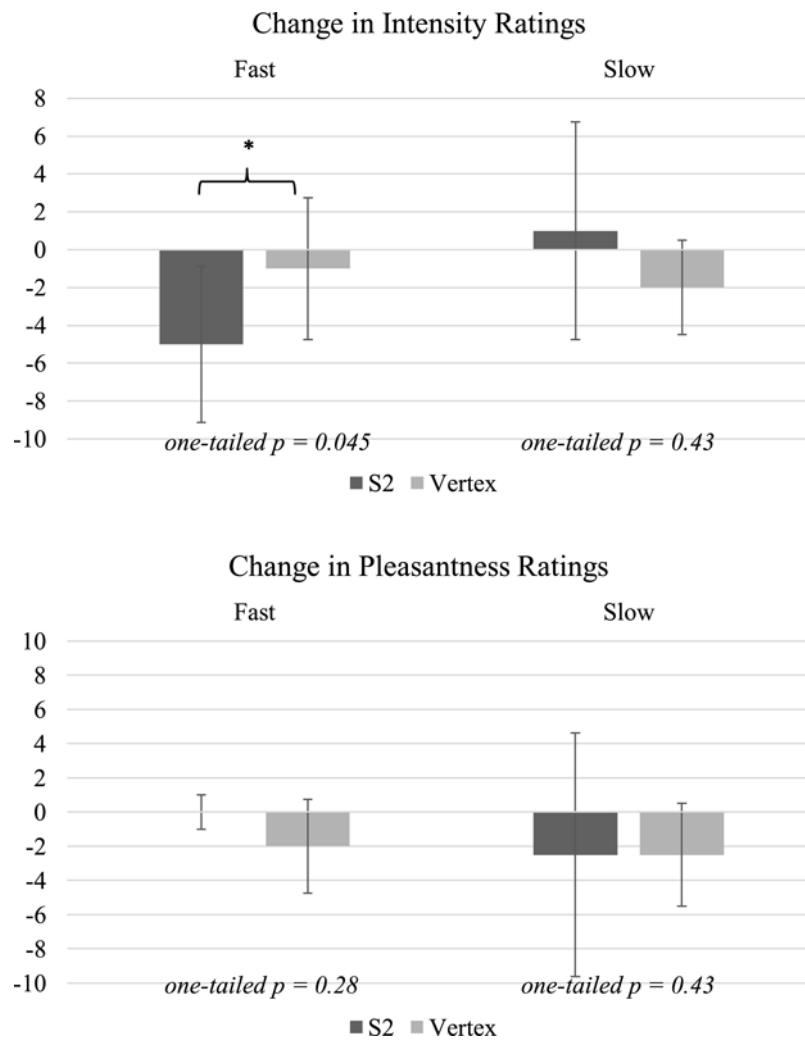 Change in Intensity Ratings
Fast Slow
8
6
*
4
2
0
-2
-4
-6
-8
-10
one-tailed p = 0.045 one-tailed p = 0.43
S2 Vertex
Change in Pleasantness Ratings
Fast Slow
10
8
6
4
2
0
-2
-4
-6
-8
-10
one-tailed p = 0.28 one-tailed p = 0.43
S2 Vertex